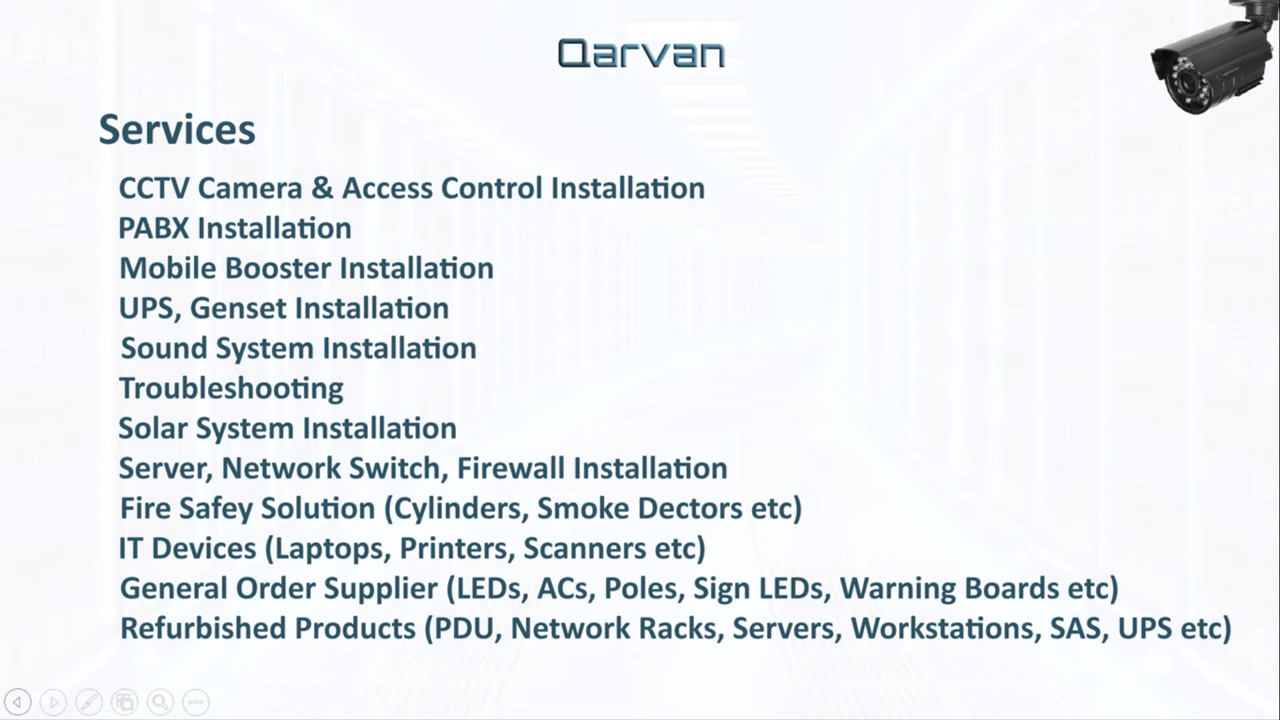 Qarvan
Services
CCTV Camera & Access Control Installation
PABX Installation
Mobile Booster Installation
UPS, Genset Installation
Sound System Installation
Troubleshooting
Solar System Installation
Server, Network Switch, Firewall Installation
Fire Safey Solution (Cylinders, Smoke Dectors etc)
IT Devices (Laptops, Printers, Scanners etc)
General Order Supplier (LEDs, ACs, Poles, Sign LEDs, Warning Boards etc)
Refurbished Products (PDU, Network Racks, Servers, Workstations, SAS, UPS etc)